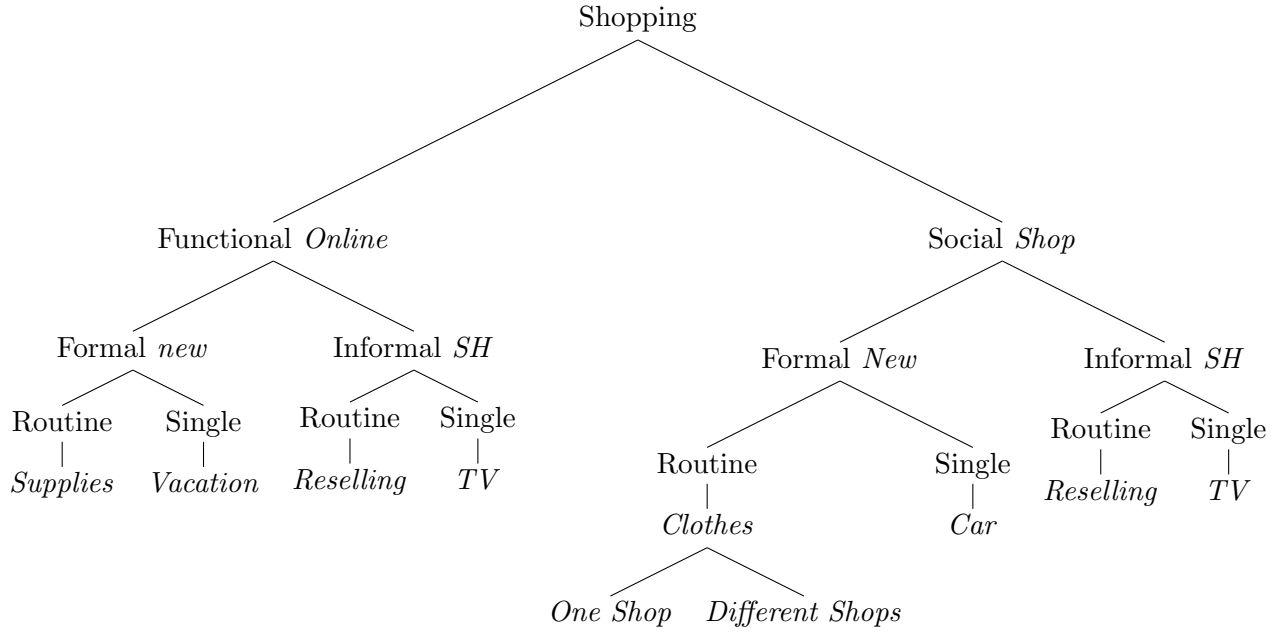 Shopping
Functional Online
Social Shop
Formal new
Informal SH
Formal New
Informal SH
Routine
Single
Routine
Single
Routine
Single
Routine
Single
Supplies
Vacation
Reselling
TV
Clothes
Car
Reselling
TV
One Shop
Different Shops